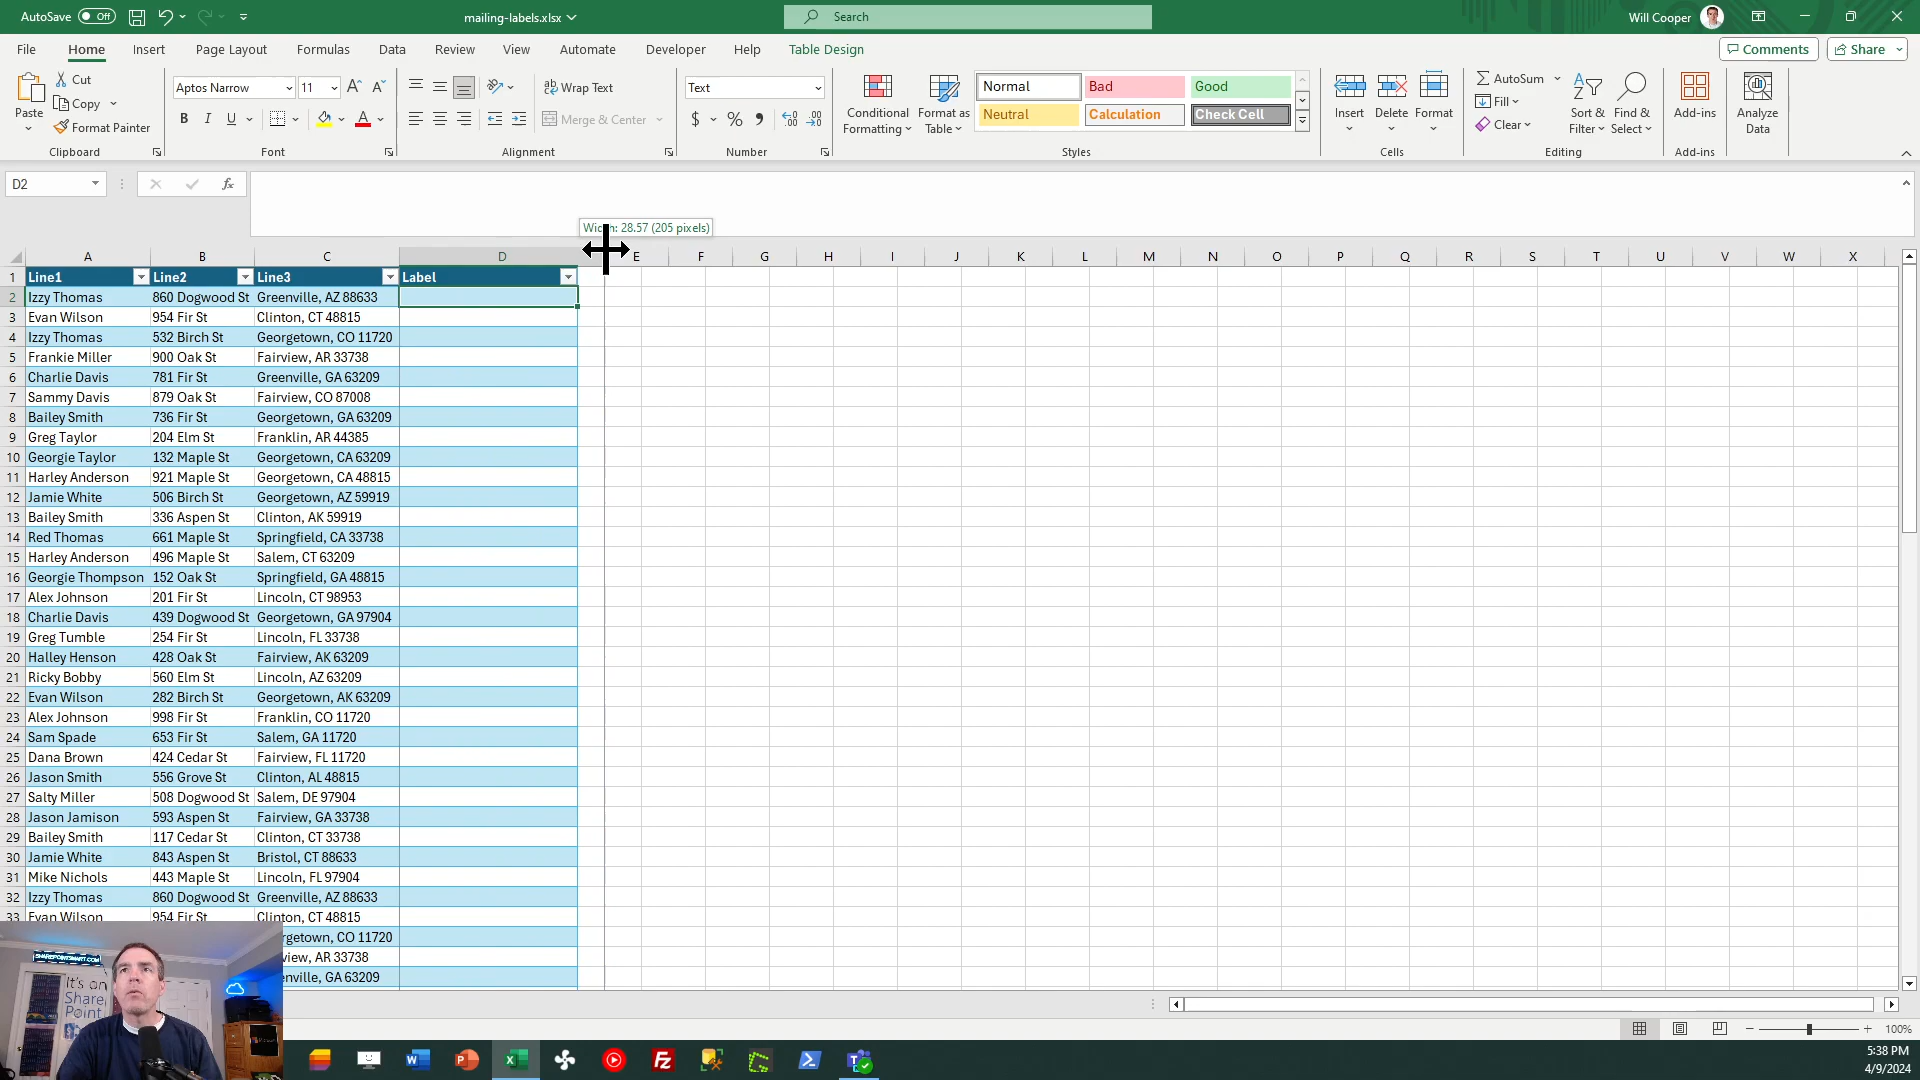 AutoSave Off mailing-labels.xlsx Search Will Cooper
File Home Insert Page Layout Formulas Data Review View Automate Developer Help Table Design Comments Share
Paste Cut Copy Format Painter Clipboard
Aptos Narrow 11 B I U A Font
Wrap Text Merge & Center Alignment
Text $ % Number
Conditional Formatting Format as Table
Normal Bad Good
Neutral Calculation Check Cell
Styles
Insert Delete Format Cells
AutoSum Fill Clear Sort & Filter Find & Select Editing
Add-ins Add-ins
Analyze Data
D2 fx
Width: 28.57 (205 pixels)
A B C D E F G H I J K L M N O P Q R S T U V W X
1 Line1 Line2 Line3 Label
2 Izzy Thomas 860 Dogwood St Greenville, AZ 88633
3 Evan Wilson 954 Fir St Clinton, CT 48815
4 Izzy Thomas 532 Birch St Georgetown, CO 11720
5 Frankie Miller 900 Oak St Fairview, AR 33738
6 Charlie Davis 781 Fir St Greenville, GA 63209
7 Sammy Davis 879 Oak St Fairview, CO 87008
8 Bailey Smith 736 Fir St Georgetown, GA 63209
9 Greg Taylor 204 Elm St Franklin, AR 44385
10 Georgie Taylor 132 Maple St Georgetown, CA 63209
11 Harley Anderson 921 Maple St Georgetown, CA 48815
12 Jamie White 506 Birch St Georgetown, AZ 59919
13 Bailey Smith 336 Aspen St Clinton, AK 59919
14 Red Thomas 661 Maple St Springfield, CA 33738
15 Harley Anderson 496 Maple St Salem, CT 63209
16 Georgie Thompson 152 Oak St Springfield, GA 48815
17 Alex Johnson 201 Fir St Lincoln, CT 98953
18 Charlie Davis 439 Dogwood St Georgetown, GA 97904
19 Greg Tumble 254 Fir St Lincoln, FL 33738
20 Halley Henson 428 Oak St Fairview, AK 63209
21 Ricky Bobby 560 Elm St Lincoln, AZ 63209
22 Evan Wilson 282 Birch St Georgetown, AK 63209
23 Alex Johnson 998 Fir St Franklin, CO 11720
24 Sam Spade 653 Fir St Salem, GA 11720
25 Dana Brown 424 Cedar St Fairview, FL 11720
26 Jason Smith 556 Grove St Clinton, AL 48815
27 Salty Miller 508 Dogwood St Salem, DE 97904
28 Jason Jamison 593 Aspen St Fairview, GA 33738
29 Bailey Smith 117 Cedar St Clinton, CT 33738
30 Jamie White 843 Aspen St Bristol, CT 88633
31 Mike Nichols 443 Maple St Lincoln, FL 97904
32 Izzy Thomas 860 Dogwood St Greenville, AZ 88633
33 Evan Wilson 954 Fir St Clinton, CT 48815
rgetown, CO 11720
view, AR 33738
enville, GA 63209
SHAREPOINTSMART.COM
It's on
Share
Point
100%
5:38 PM
4/9/2024